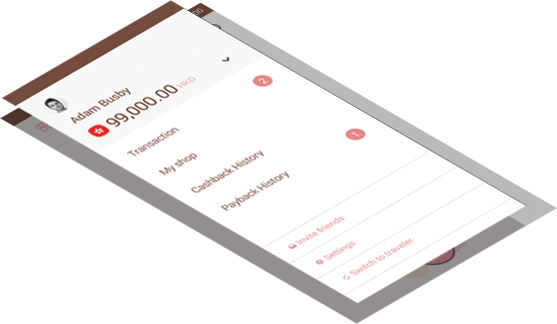 00
Adam Busby
99,000.00 HKD
Transaction 2
My shop
Cashback History 1
Payback History
Invite friends
Settings
Switch to traveler